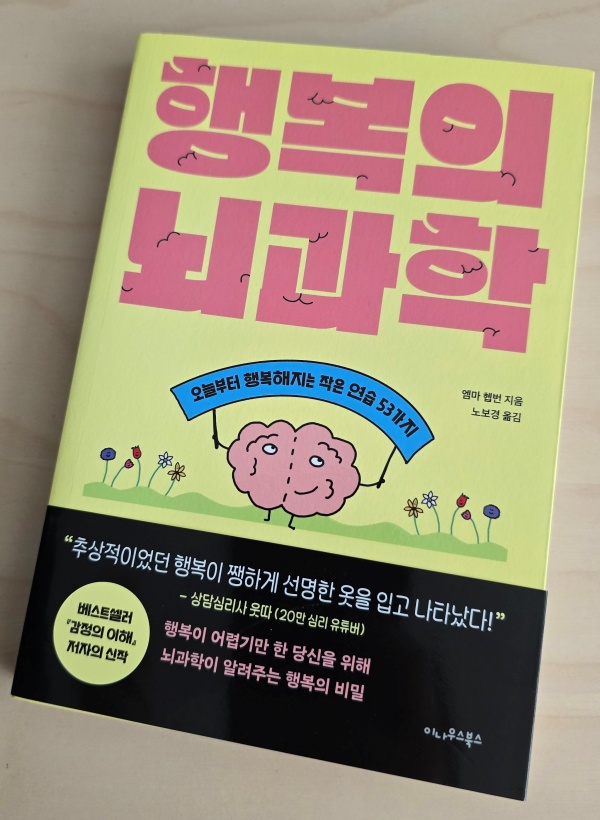 행복의
뇌과학
오늘부터 행복해지는 작은 연습 53가지
엠마 헵번 지음
노보경 옮김
“추상적이었던 행복이 쨍하게 선명한 옷을 입고 나타났다!”
– 상담심리사 웃따 (20만 심리 유튜버)
베스트셀러
『감정의 이해』
저자의 신작
행복이 어렵기만 한 당신을 위해
뇌과학이 알려주는 행복의 비밀
이나우스북스